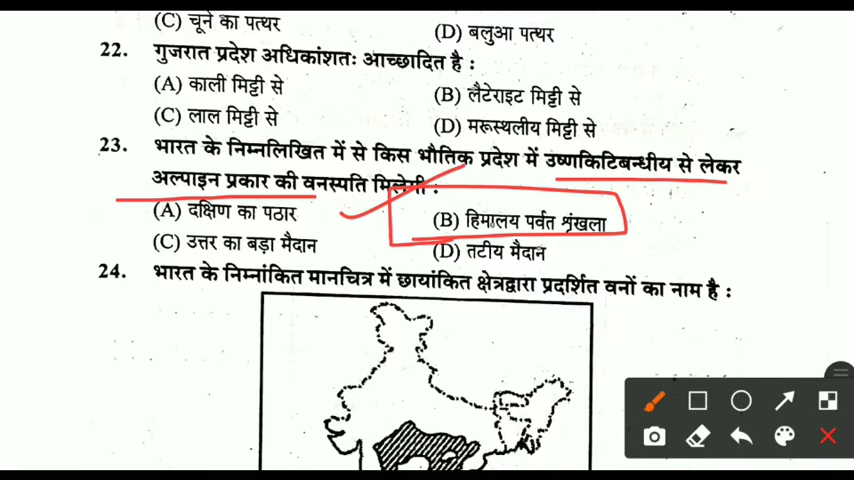 (C) चूने का पत्थर
(D) बलुआ पत्थर
22. गुजरात प्रदेश अधिकांशतः आच्छादित है :
(A) काली मिट्टी से
(B) लैटेराइट मिट्टी से
(C) लाल मिट्टी से
(D) मरूस्थलीय मिट्टी से
23. भारत के निम्नलिखित में से किस भौतिक प्रदेश में उष्णकिटिबन्धीय से लेकर
अल्पाइन प्रकार की वनस्पति मिलेगी :
(A) दक्षिण का पठार
(B) हिमालय पर्वत श्रृंखला
(C) उत्तर का बड़ा मैदान
(D) तटीय मैदान
24. भारत के निम्नांकित मानचित्र में छायांकित क्षेत्रद्वारा प्रदर्शित वनों का नाम है :